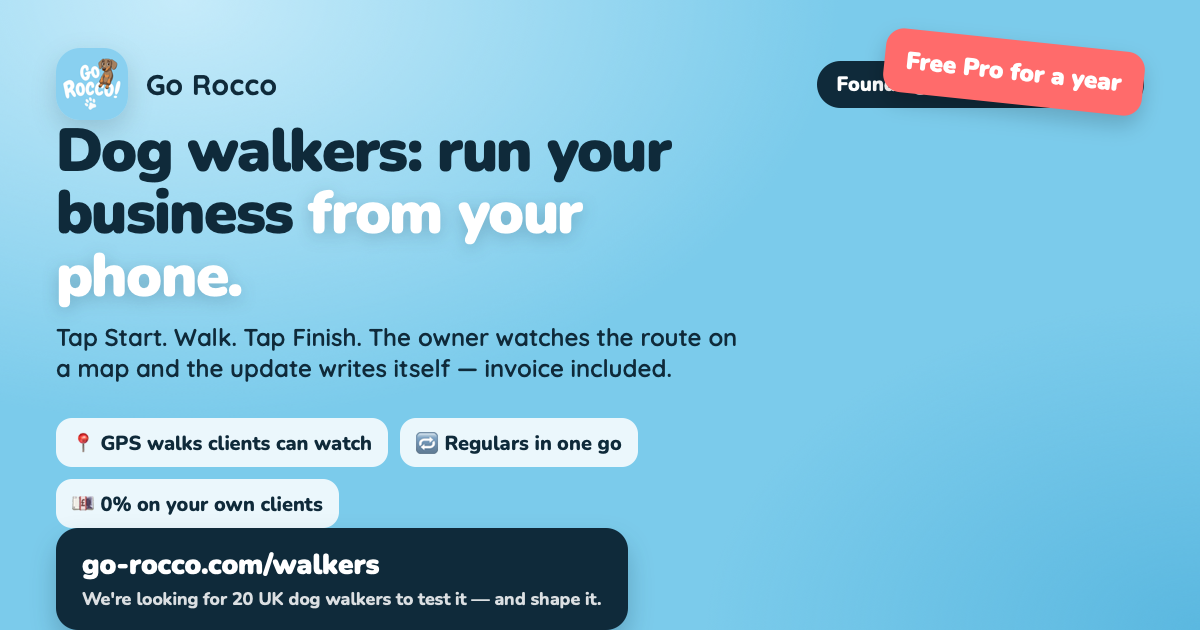 GO
ROCCO!
Go Rocco
Free Pro for a year
Dog walkers: run your
business from your
phone.
Tap Start. Walk. Tap Finish. The owner watches the route on
a map and the update writes itself — invoice included.
📍 GPS walks clients can watch
🔁 Regulars in one go
💷 0% on your own clients
go-rocco.com/walkers
We're looking for 20 UK dog walkers to test it — and shape it.